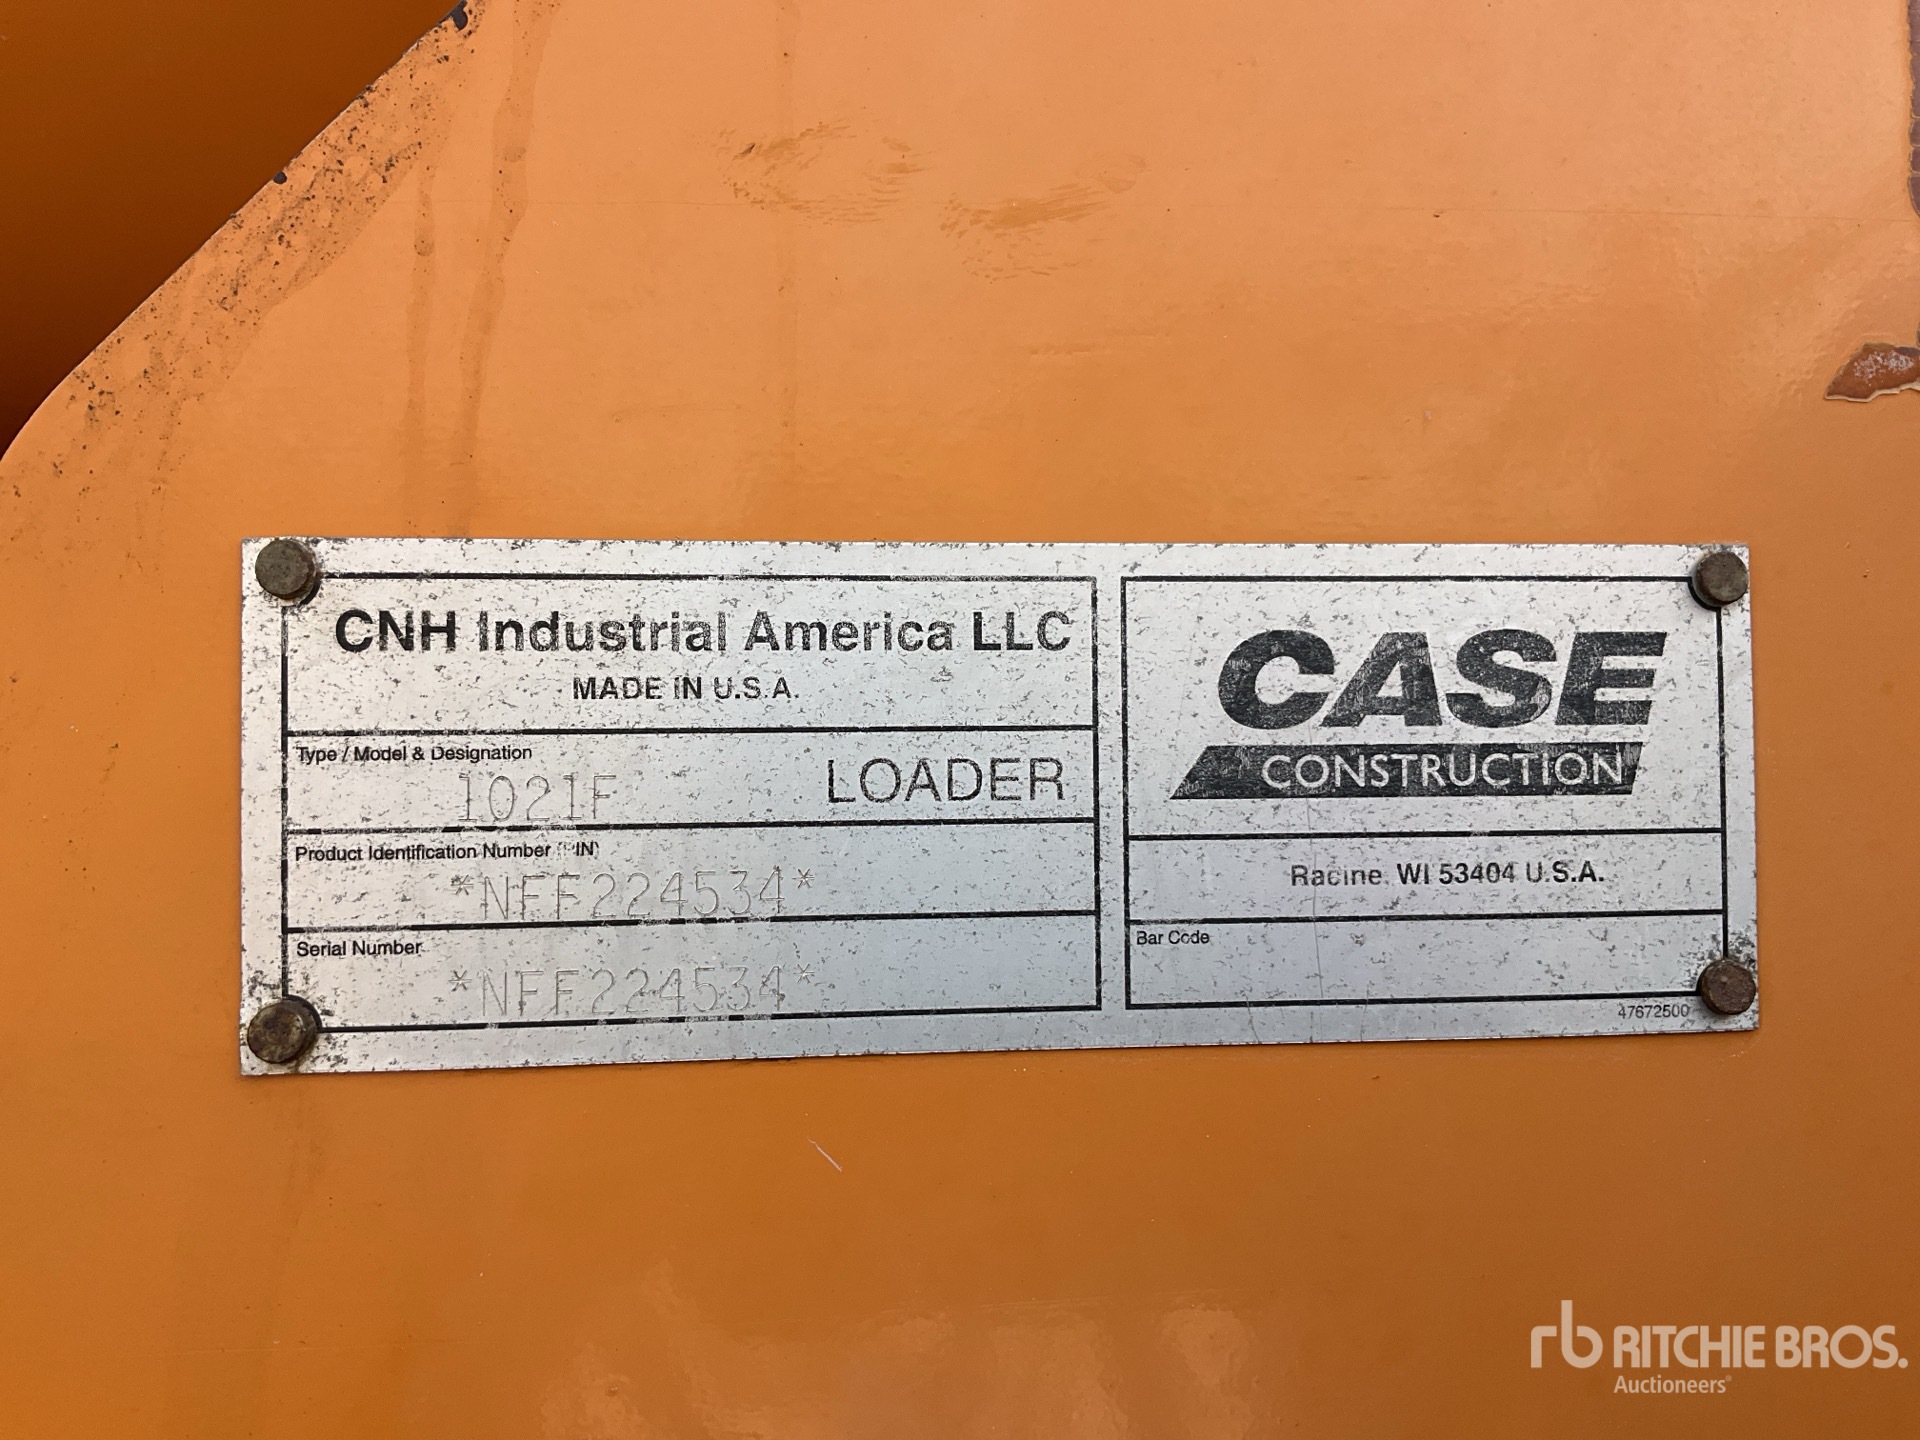 CNH Industrial America LLC
MADE IN U.S.A.
Type / Model & Designation
1021F LOADER
Product Identification Number (PIN)
*NFF224534*
Serial Number
*NFF224534*
CASE
CONSTRUCTION
Racine, WI 53404 U.S.A.
Bar Code
47672500
rb RITCHIE BROS.
Auctioneers